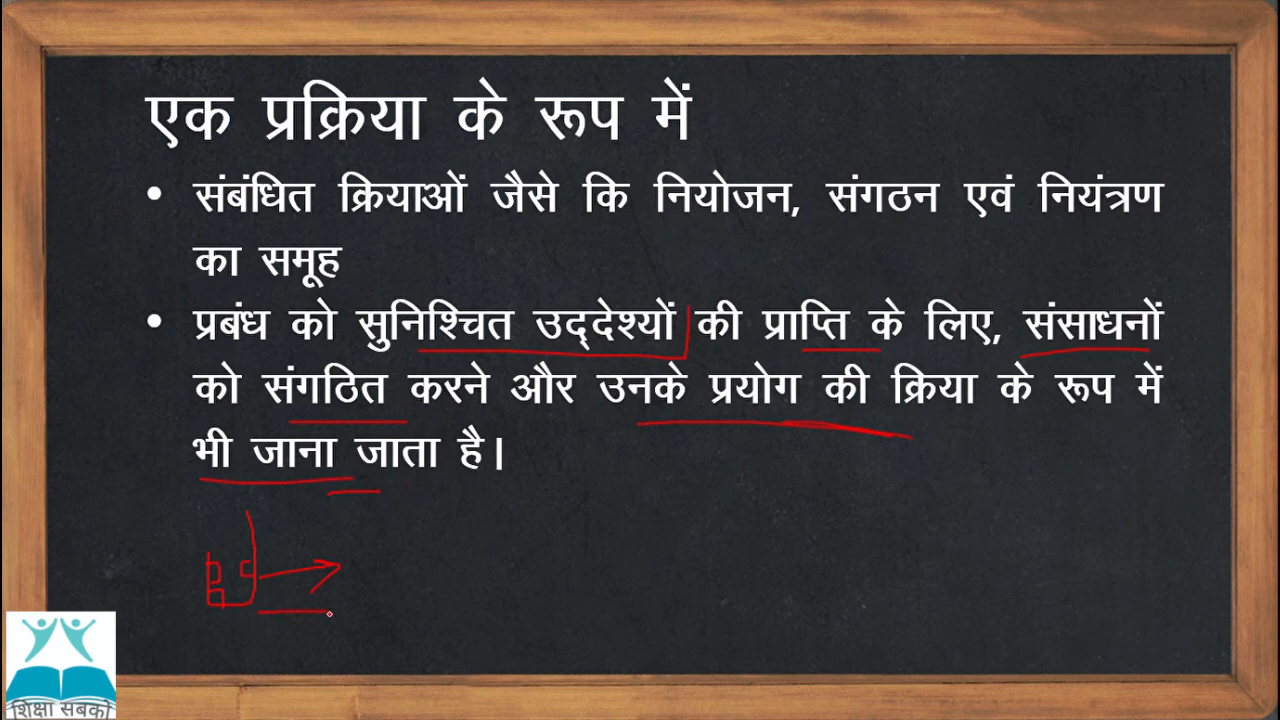 एक प्रक्रिया के रूप में
• संबंधित क्रियाओं जैसे कि नियोजन, संगठन एवं नियंत्रण
का समूह
• प्रबंध को सुनिश्चित उद्देश्यों की प्राप्ति के लिए, संसाधनों
को संगठित करने और उनके प्रयोग की क्रिया के रूप में
भी जाना जाता है।
शिक्षा सबको